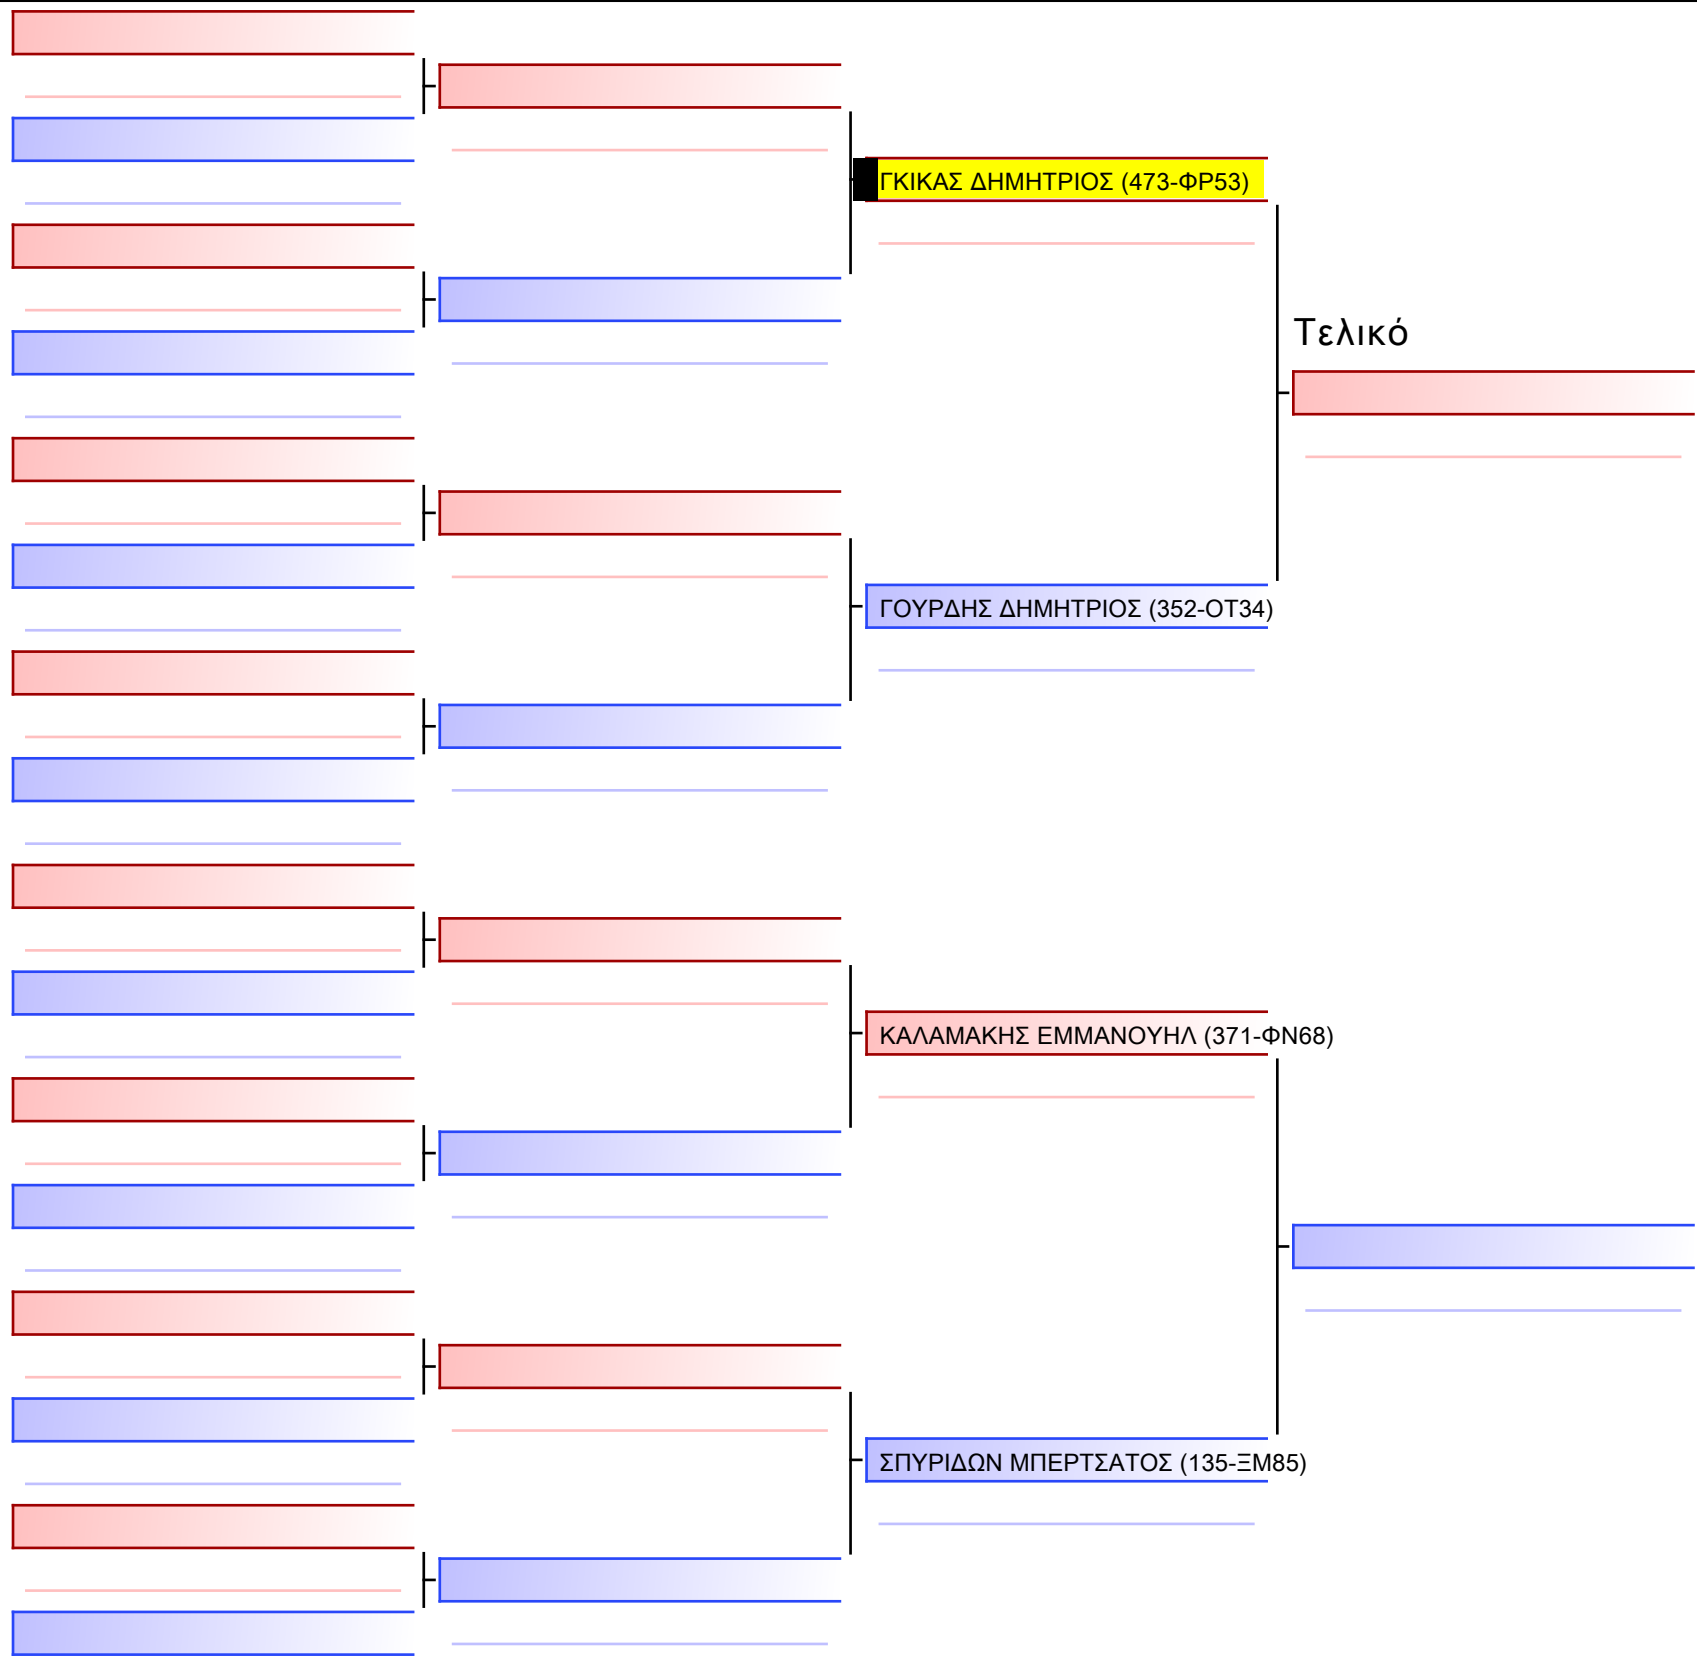 ΓΚΙΚΑΣ ΔΗΜΗΤΡΙΟΣ (473-ΦΡ53)
Τελικό
ΓΟΥΡΔΗΣ ΔΗΜΗΤΡΙΟΣ (352-ΟΤ34)
ΚΑΛΑΜΑΚΗΣ ΕΜΜΑΝΟΥΗΛ (371-ΦΝ68)
ΣΠΥΡΙΔΩΝ ΜΠΕΡΤΣΑΤΟΣ (135-ΞΜ85)